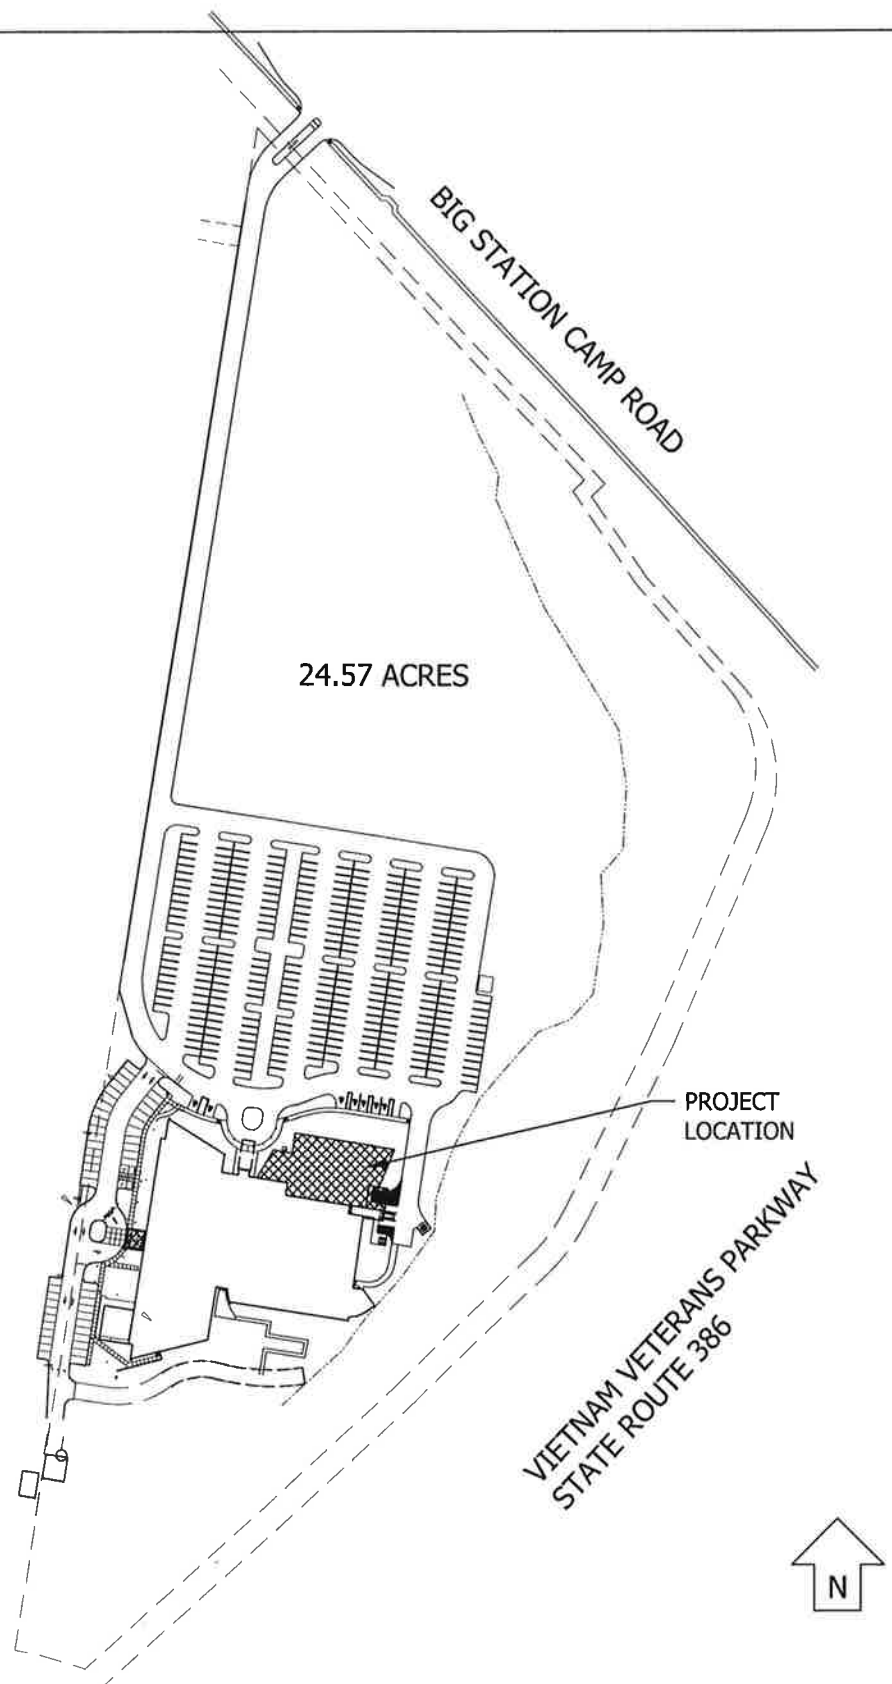 BIG STATION CAMP ROAD
24.57 ACRES
PROJECT
LOCATION
VIETNAM VETERANS PARKWAY
STATE ROUTE 386
N